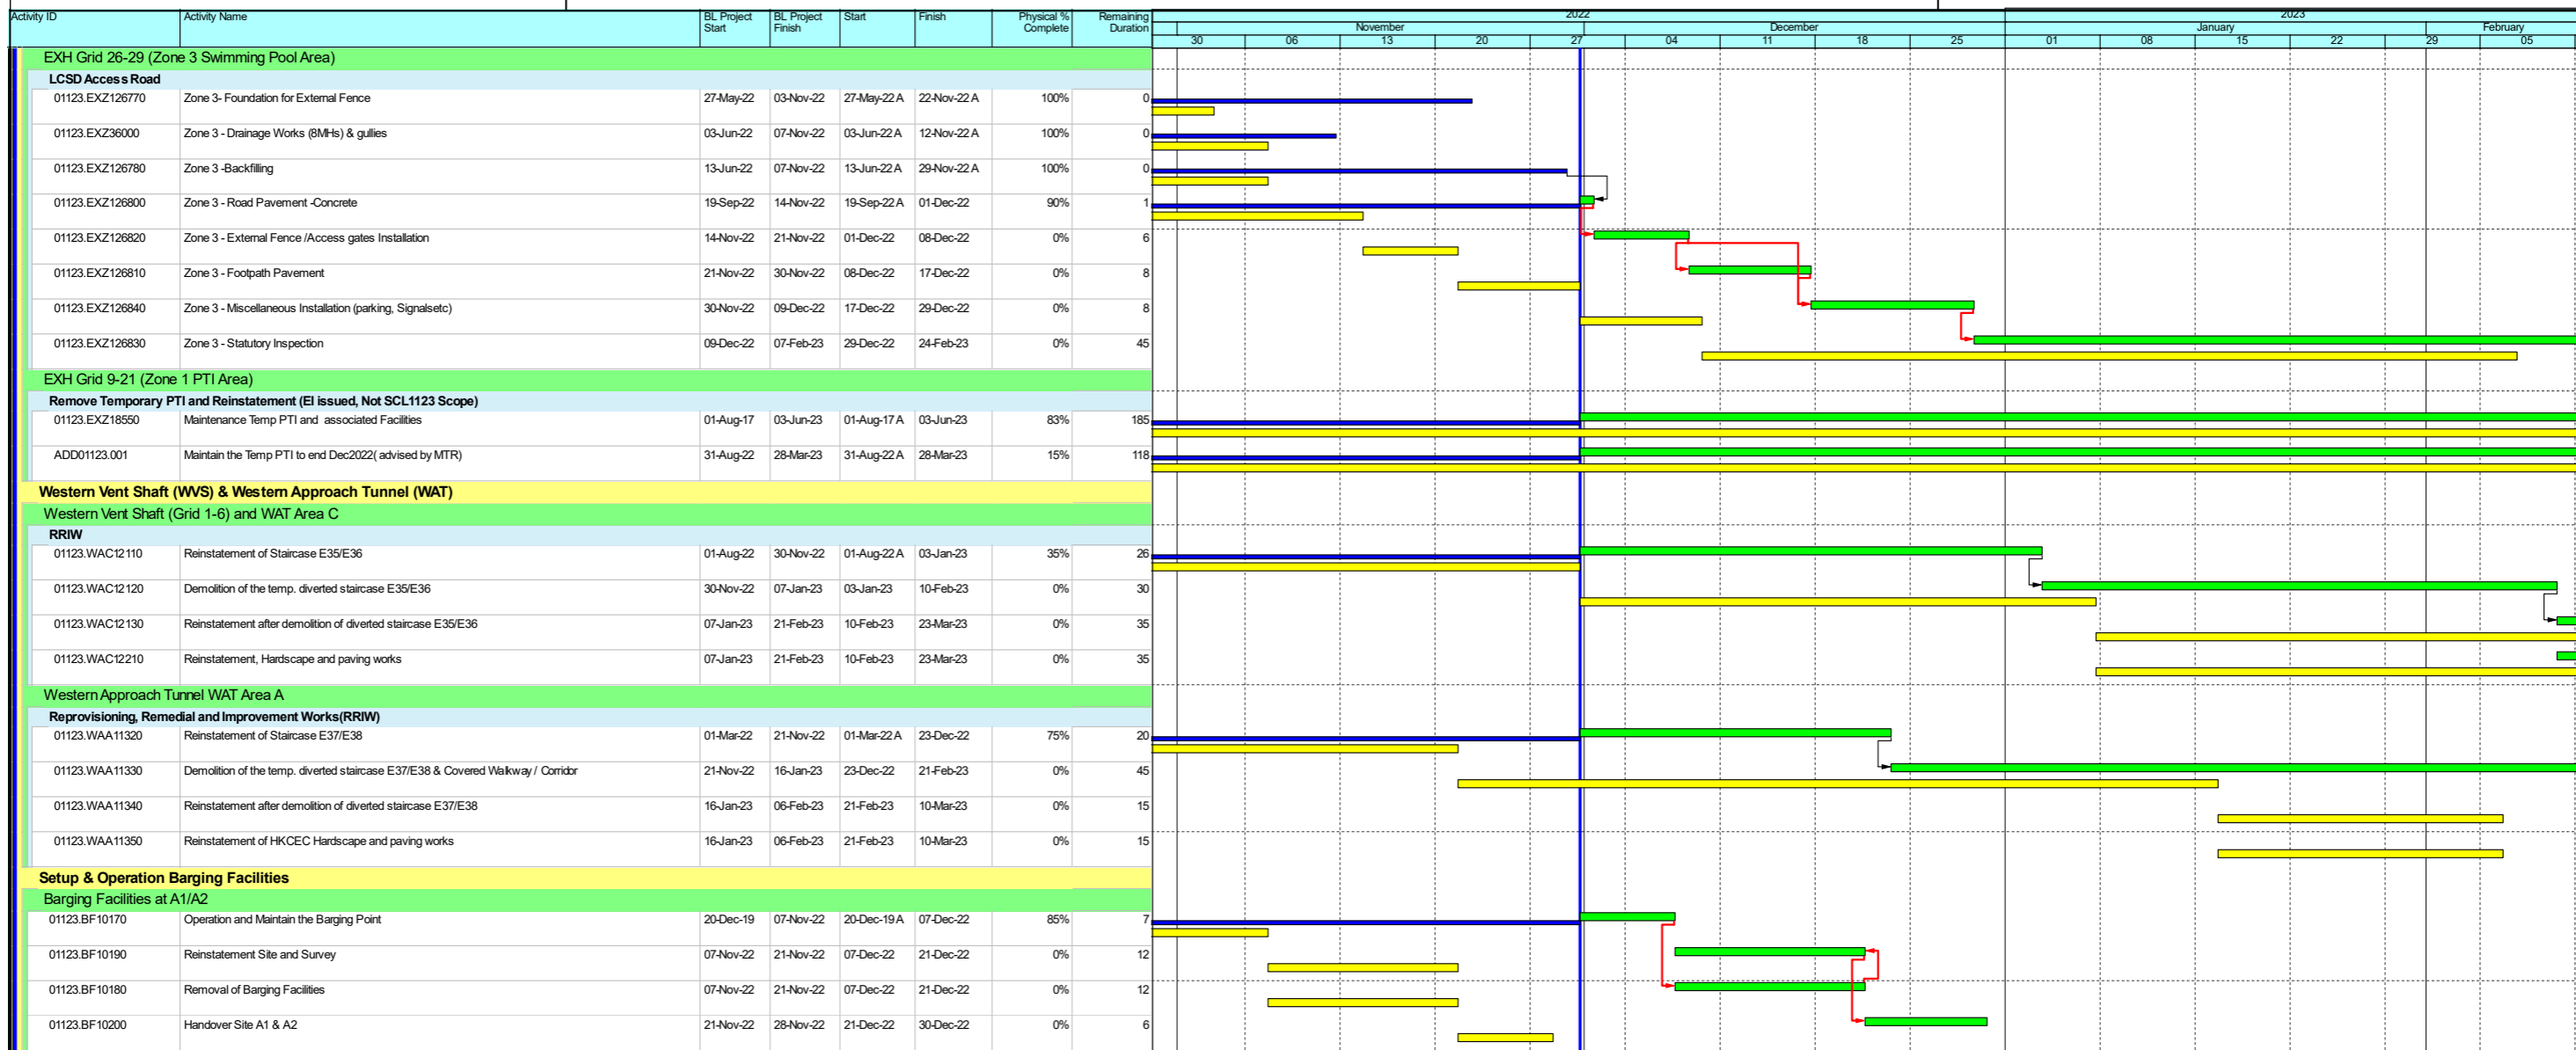 Activity ID Activity Name BL Project Start BL Project Finish Start Finish Physical % Complete Remaining Duration 2022 2023
November December January February
30 06 13 20 27 04 11 18 25 01 08 15 22 29 05
EXH Grid 26-29 (Zone 3 Swimming Pool Area)
LCSD Access Road
01123.EXZ126770 Zone 3- Foundation for External Fence 27-May-22 03-Nov-22 27-May-22 A 22-Nov-22 A 100% 0
01123.EXZ36000 Zone 3 - Drainage Works (8MHs) & gullies 03-Jun-22 07-Nov-22 03-Jun-22 A 12-Nov-22 A 100% 0
01123.EXZ126780 Zone 3 -Backfilling 13-Jun-22 07-Nov-22 13-Jun-22 A 29-Nov-22 A 100% 0
01123.EXZ126800 Zone 3 - Road Pavement -Concrete 19-Sep-22 14-Nov-22 19-Sep-22 A 01-Dec-22 90% 1
01123.EXZ126820 Zone 3 - External Fence /Access gates Installation 14-Nov-22 21-Nov-22 01-Dec-22 08-Dec-22 0% 6
01123.EXZ126810 Zone 3 - Footpath Pavement 21-Nov-22 30-Nov-22 08-Dec-22 17-Dec-22 0% 8
01123.EXZ126840 Zone 3 - Miscellaneous Installation (parking, Signalsetc) 30-Nov-22 09-Dec-22 17-Dec-22 29-Dec-22 0% 8
01123.EXZ126830 Zone 3 - Statutory Inspection 09-Dec-22 07-Feb-23 29-Dec-22 24-Feb-23 0% 45
EXH Grid 9-21 (Zone 1 PTI Area)
Remove Temporary PTI and Reinstatement (EI issued, Not SCL1123 Scope)
01123.EXZ18550 Maintenance Temp PTI and associated Facilities 01-Aug-17 03-Jun-23 01-Aug-17 A 03-Jun-23 83% 185
ADD01123.001 Maintain the Temp PTI to end Dec2022( advised by MTR) 31-Aug-22 28-Mar-23 31-Aug-22 A 28-Mar-23 15% 118
Western Vent Shaft (WVS) & Western Approach Tunnel (WAT)
Western Vent Shaft (Grid 1-6) and WAT Area C
RRIW
01123.WAC12110 Reinstatement of Staircase E35/E36 01-Aug-22 30-Nov-22 01-Aug-22 A 03-Jan-23 35% 26
01123.WAC12120 Demolition of the temp. diverted staircase E35/E36 30-Nov-22 07-Jan-23 03-Jan-23 10-Feb-23 0% 30
01123.WAC12130 Reinstatement after demolition of diverted staircase E35/E36 07-Jan-23 21-Feb-23 10-Feb-23 23-Mar-23 0% 35
01123.WAC12210 Reinstatement, Hardscape and paving works 07-Jan-23 21-Feb-23 10-Feb-23 23-Mar-23 0% 35
Western Approach Tunnel WAT Area A
Reprovisioning, Remedial and Improvement Works(RRIW)
01123.WAA11320 Reinstatement of Staircase E37/E38 01-Mar-22 21-Nov-22 01-Mar-22 A 23-Dec-22 75% 20
01123.WAA11330 Demolition of the temp. diverted staircase E37/E38 & Covered Walkway / Corridor 21-Nov-22 16-Jan-23 23-Dec-22 21-Feb-23 0% 45
01123.WAA11340 Reinstatement after demolition of diverted staircase E37/E38 16-Jan-23 06-Feb-23 21-Feb-23 10-Mar-23 0% 15
01123.WAA11350 Reinstatement of HKCEC Hardscape and paving works 16-Jan-23 06-Feb-23 21-Feb-23 10-Mar-23 0% 15
Setup & Operation Barging Facilities
Barging Facilities at A1/A2
01123.BF10170 Operation and Maintain the Barging Point 20-Dec-19 07-Nov-22 20-Dec-19 A 07-Dec-22 85% 7
01123.BF10190 Reinstatement Site and Survey 07-Nov-22 21-Nov-22 07-Dec-22 21-Dec-22 0% 12
01123.BF10180 Removal of Barging Facilities 07-Nov-22 21-Nov-22 07-Dec-22 21-Dec-22 0% 12
01123.BF10200 Handover Site A1 & A2 21-Nov-22 28-Nov-22 21-Dec-22 30-Dec-22 0% 6